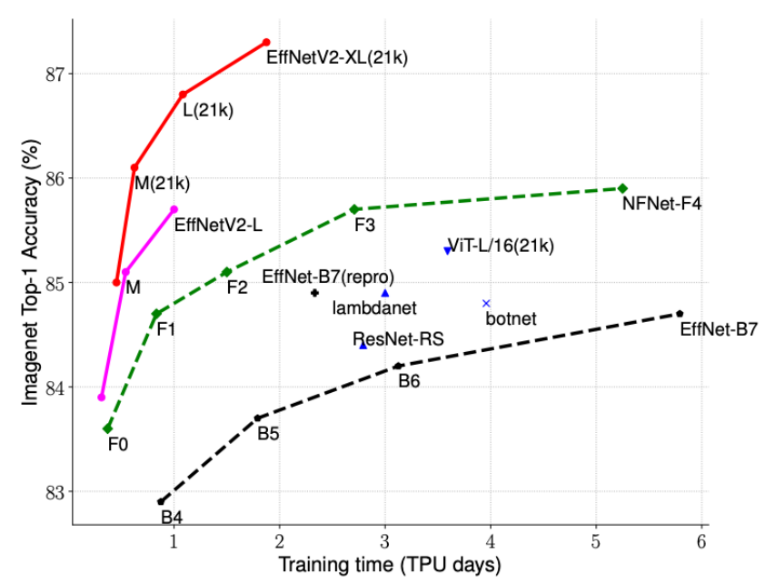 87
86
85
84
83
Imagenet Top-1 Accuracy (%)
EffNetV2-XL(21k)
L(21k)
M(21k)
EffNetV2-L
M
NFNet-F4
F3
F2
F1
F0
ViT-L/16(21k)
EffNet-B7(repro)
lambdanet
botnet
ResNet-RS
EffNet-B7
B6
B5
B4
1 2 3 4 5 6
Training time (TPU days)